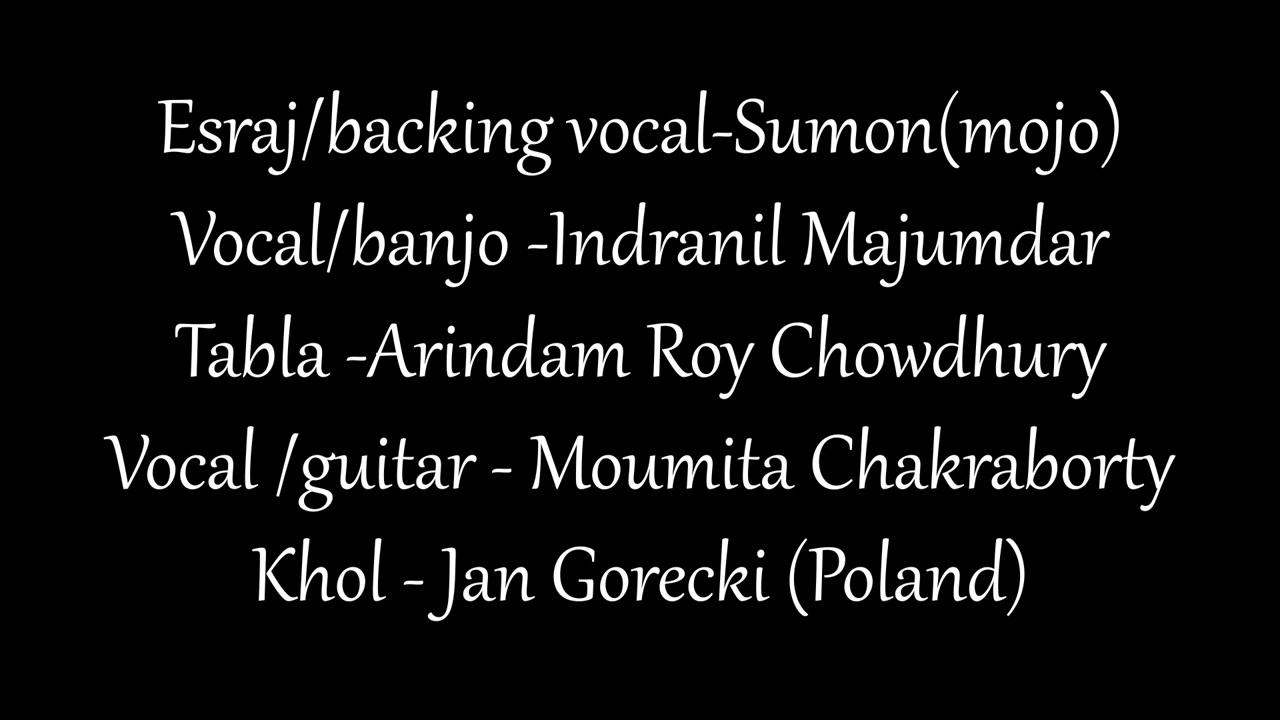 Esraj/backing vocal-Sumon(mojo)
Vocal/banjo -Indranil Majumdar
Tabla -Arindam Roy Chowdhury
Vocal /guitar - Moumita Chakraborty
Khol - Jan Gorecki (Poland)